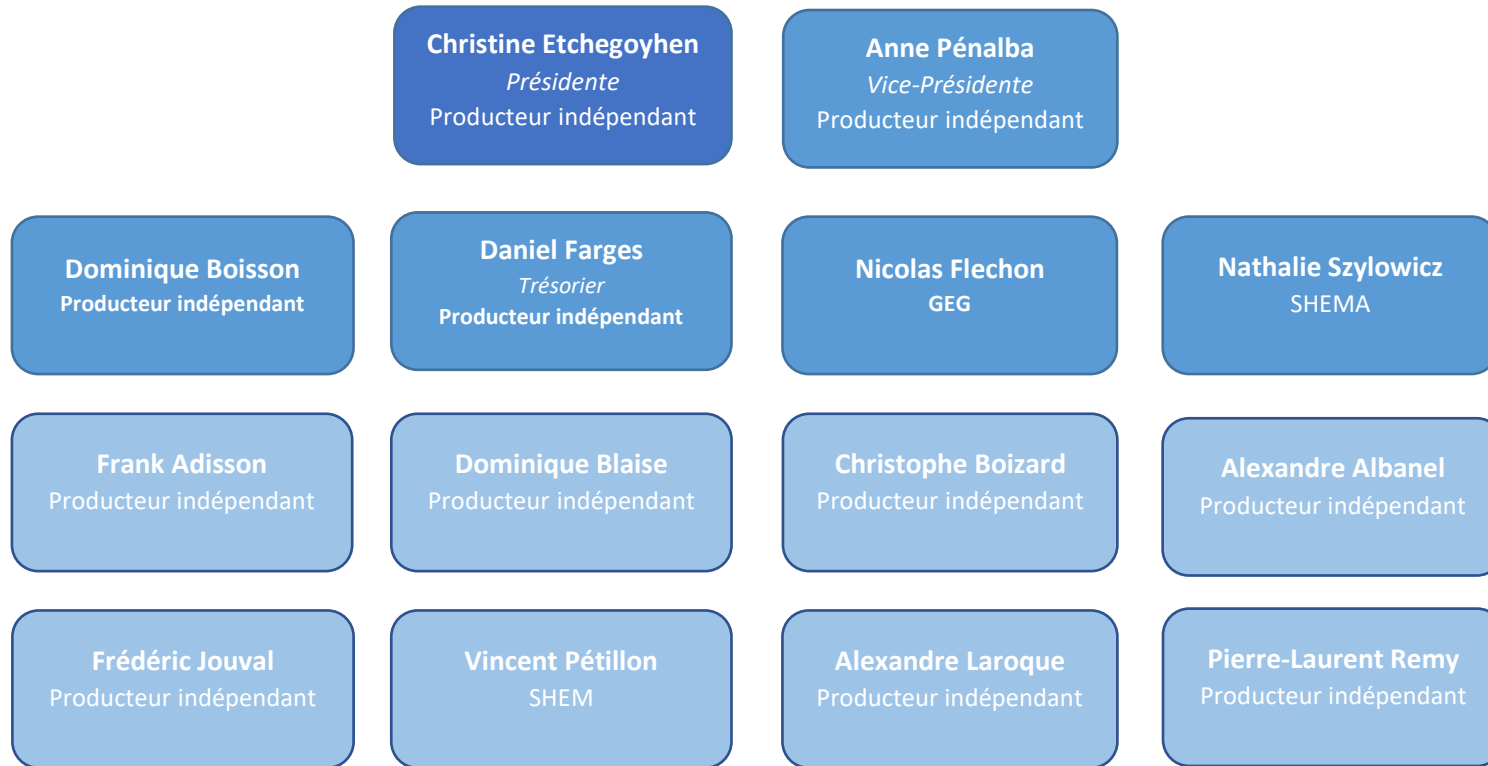 Christine Etchegoyhen
Présidente
Producteur indépendant
Anne Pénalba
Vice-Présidente
Producteur indépendant
Dominique Boisson
Producteur indépendant
Daniel Farges
Trésorier
Producteur indépendant
Nicolas Flechon
GEG
Nathalie Szylowicz
SHEMA
Frank Adisson
Producteur indépendant
Dominique Blaise
Producteur indépendant
Christophe Boizard
Producteur indépendant
Alexandre Albanel
Producteur indépendant
Frédéric Jouval
Producteur indépendant
Vincent Pétillon
SHEM
Alexandre Laroque
Producteur indépendant
Pierre-Laurent Remy
Producteur indépendant